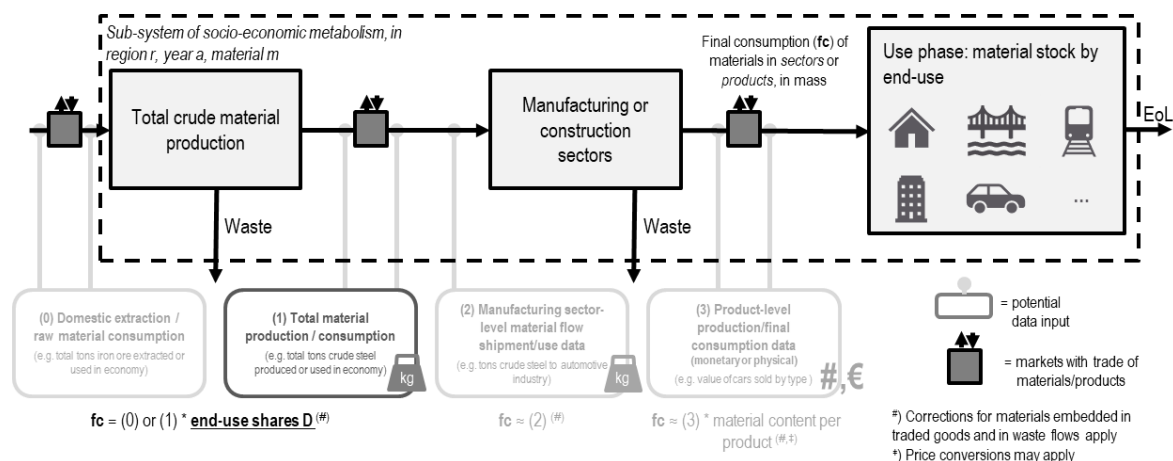 Sub-system of socio-economic metabolism, in
region r, year a, material m
Total crude material
production
Manufacturing or
construction
sectors
Final consumption (fc) of
materials in sectors or
products, in mass
Use phase: material stock by
end-use
...
EoL
Waste
Waste
(0) Domestic extraction /
raw material consumption
(e.g. total tons iron ore extracted or
used in economy)
(1) Total material
production / consumption
(e.g. total tons crude steel
produced or used in economy)
kg
(2) Manufacturing sector-
level material flow
shipment/use data
(e.g. tons crude steel to automotive
industry)
kg
(3) Product-level
production/final
consumption data
(monetary or physical)
(e.g. value of cars sold by type )
#,€
= potential
data input
= markets with trade of
materials/products
fc = (0) or (1) * end-use shares D (#)
fc ≈ (2) (#)
fc ≈ (3) * material content per
product (#,‡)
#) Corrections for materials embedded in
traded goods and in waste flows apply
‡) Price conversions may apply